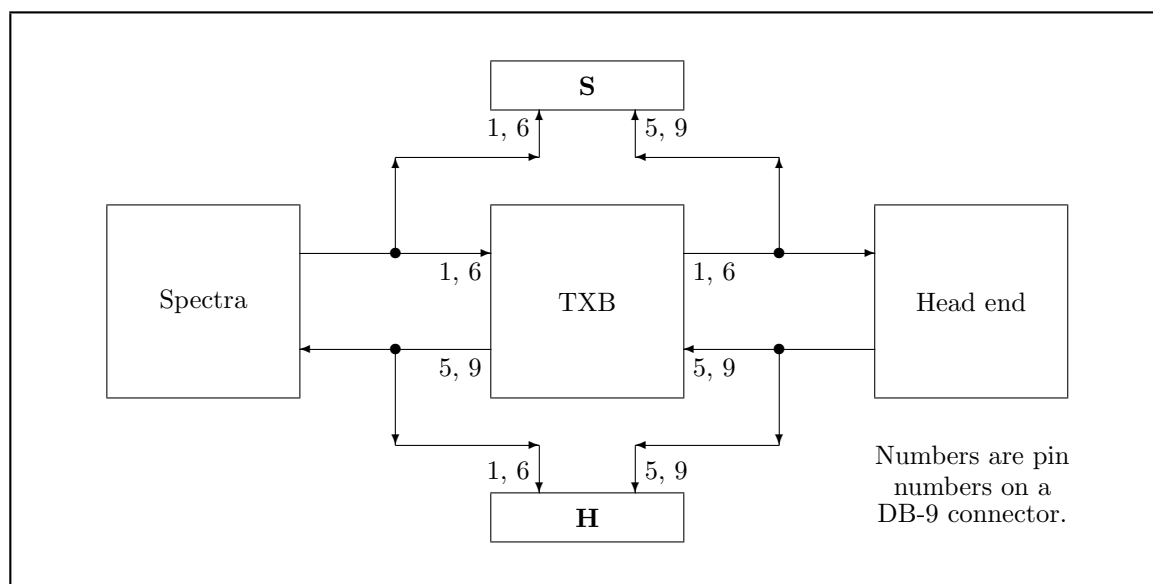 S
1, 6
5, 9
Spectra
1, 6
TXB
1, 6
Head end
5, 9
5, 9
1, 6
5, 9
H
Numbers are pin
numbers on a
DB-9 connector.